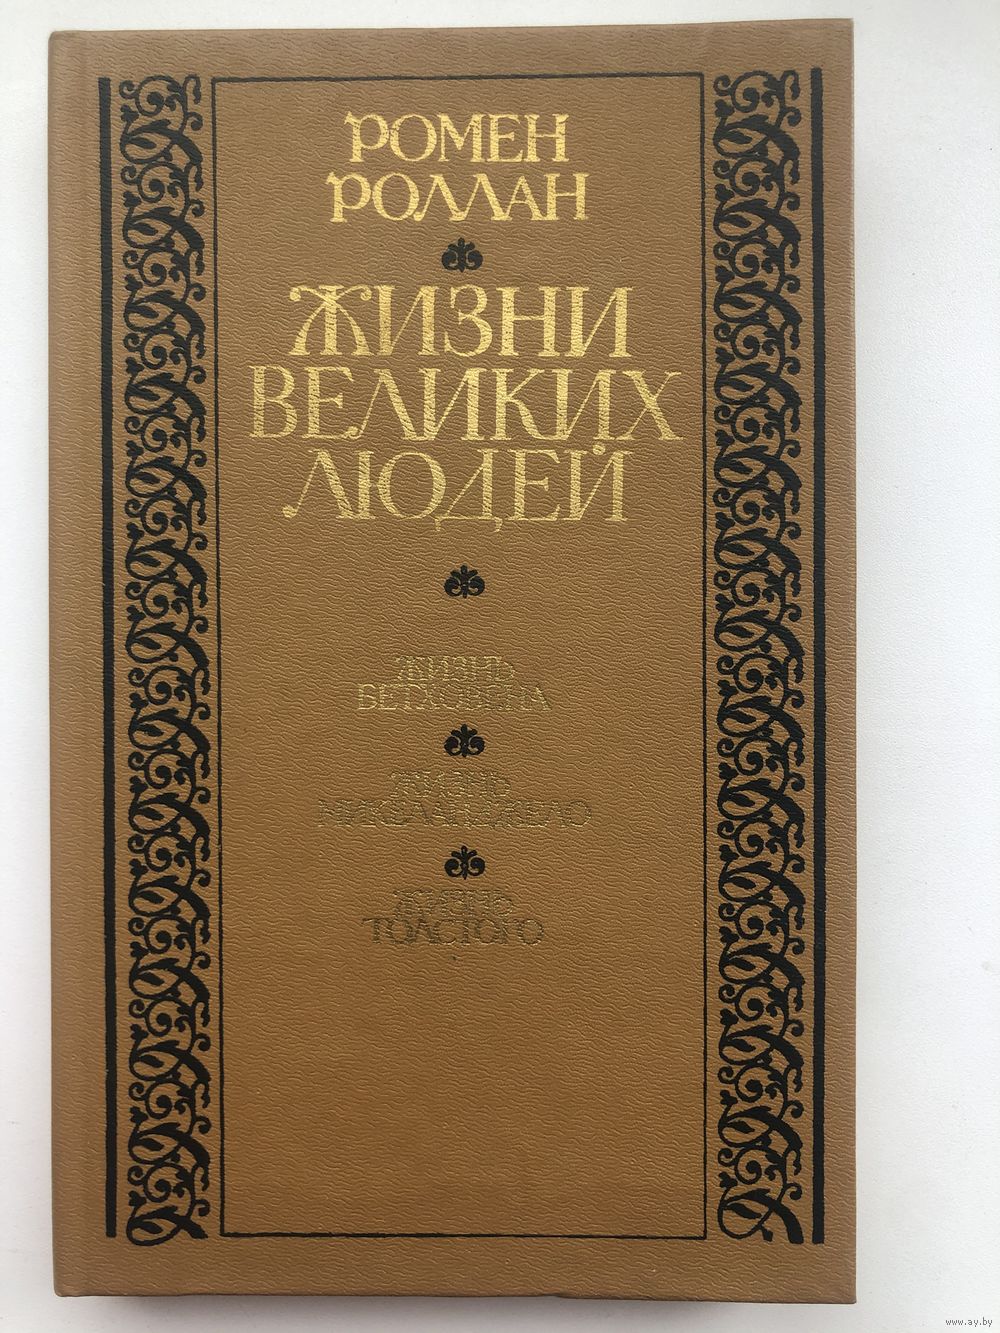 РОМЕН
РОЛЛАН
ЖИЗНИ
ВЕЛИКИХ
ЛЮДЕЙ
ЖИЗНЬ
БЕТХОВЕНА
ЖИЗНЬ
МИКЕЛАНДЖЕЛО
ЖИЗНЬ
ТОЛСТОГО
www.ay.by